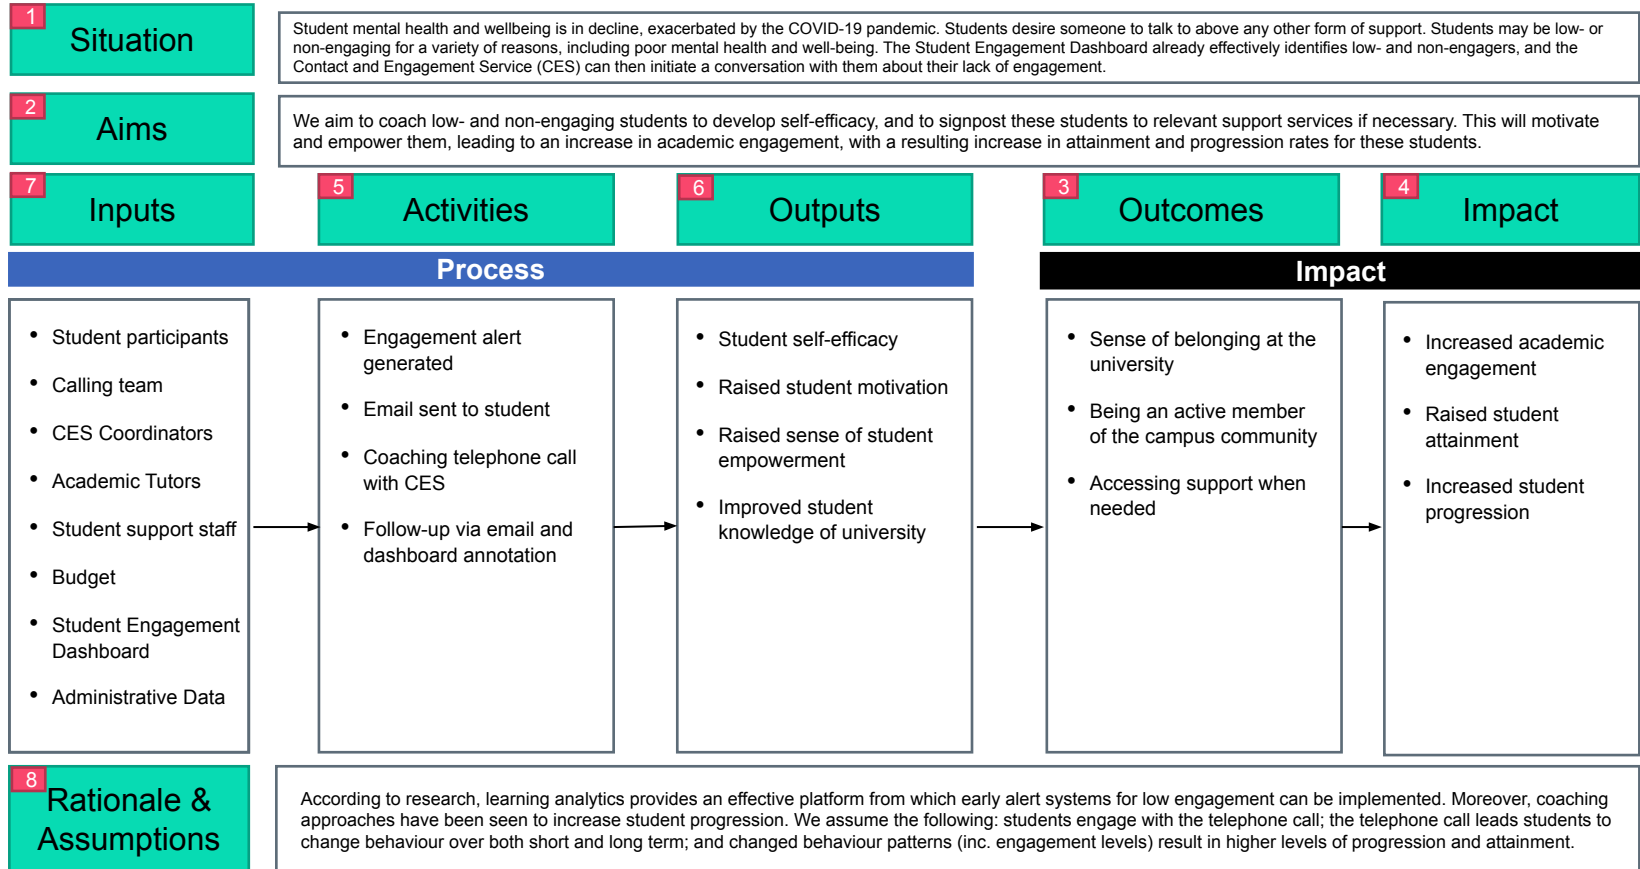 1
Situation
Student mental health and wellbeing is in decline, exacerbated by the COVID-19 pandemic. Students desire someone to talk to above any other form of support. Students may be low- or
non-engaging for a variety of reasons, including poor mental health and well-being. The Student Engagement Dashboard already effectively identifies low- and non-engagers, and the
Contact and Engagement Service (CES) can then initiate a conversation with them about their lack of engagement.
2
Aims
We aim to coach low- and non-engaging students to develop self-efficacy, and to signpost these students to relevant support services if necessary. This will motivate
and empower them, leading to an increase in academic engagement, with a resulting increase in attainment and progression rates for these students.
7
Inputs
5
Activities
6
Outputs
3
Outcomes
4
Impact
Process
Impact
• Student participants
• Calling team
• CES Coordinators
• Academic Tutors
• Student support staff
• Budget
• Student Engagement
Dashboard
• Administrative Data
• Engagement alert
generated
• Email sent to student
• Coaching telephone call
with CES
• Follow-up via email and
dashboard annotation
• Student self-efficacy
• Raised student motivation
• Raised sense of student
empowerment
• Improved student
knowledge of university
• Sense of belonging at the
university
• Being an active member
of the campus community
• Accessing support when
needed
• Increased academic
engagement
• Raised student
attainment
• Increased student
progression
8
Rationale &
Assumptions
According to research, learning analytics provides an effective platform from which early alert systems for low engagement can be implemented. Moreover, coaching
approaches have been seen to increase student progression. We assume the following: students engage with the telephone call; the telephone call leads students to
change behaviour over both short and long term; and changed behaviour patterns (inc. engagement levels) result in higher levels of progression and attainment.